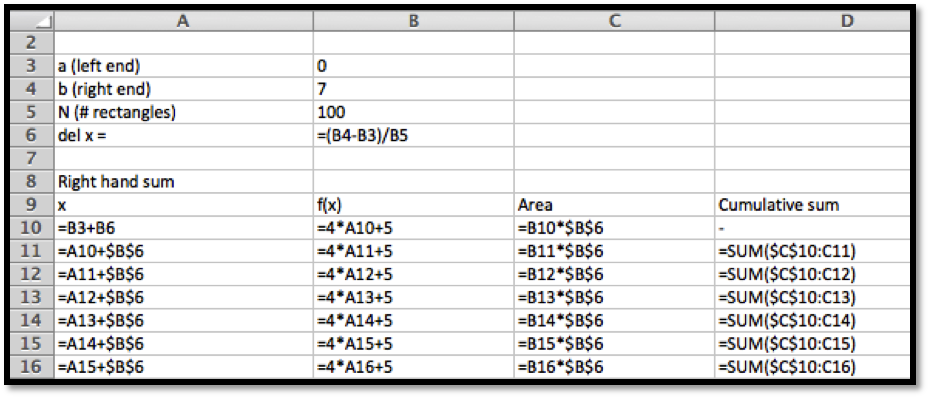 A B C D
2
3 a (left end) 0
4 b (right end) 7
5 N (# rectangles) 100
6 del x = =(B4-B3)/B5
7
8 Right hand sum
9 x f(x) Area Cumulative sum
10 =B3+B6 =4*A10+5 =B10*$B$6 -
11 =A10+$B$6 =4*A11+5 =B11*$B$6 =SUM($C$10:C11)
12 =A11+$B$6 =4*A12+5 =B12*$B$6 =SUM($C$10:C12)
13 =A12+$B$6 =4*A13+5 =B13*$B$6 =SUM($C$10:C13)
14 =A13+$B$6 =4*A14+5 =B14*$B$6 =SUM($C$10:C14)
15 =A14+$B$6 =4*A15+5 =B15*$B$6 =SUM($C$10:C15)
16 =A15+$B$6 =4*A16+5 =B16*$B$6 =SUM($C$10:C16)